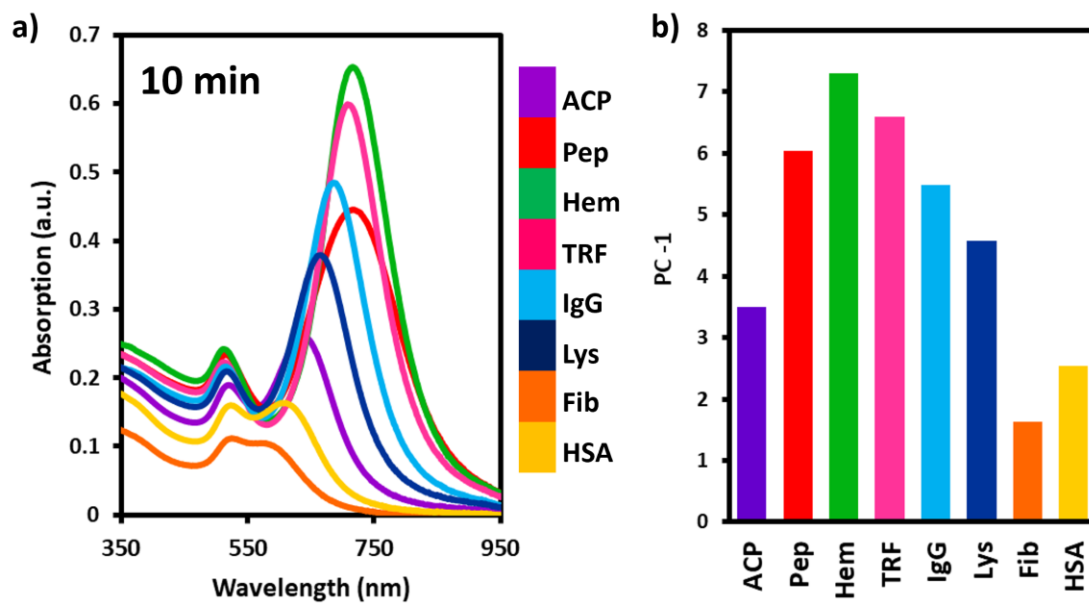 a)
10 min
Absorption (a.u.)
0.7
0.6
0.5
0.4
0.3
0.2
0.1
0
350
550
750
950
Wavelength (nm)
ACP
Pep
Hem
TRF
IgG
Lys
Fib
HSA
b)
PC -1
8
7
6
5
4
3
2
1
0
ACP
Pep
Hem
TRF
IgG
Lys
Fib
HSA